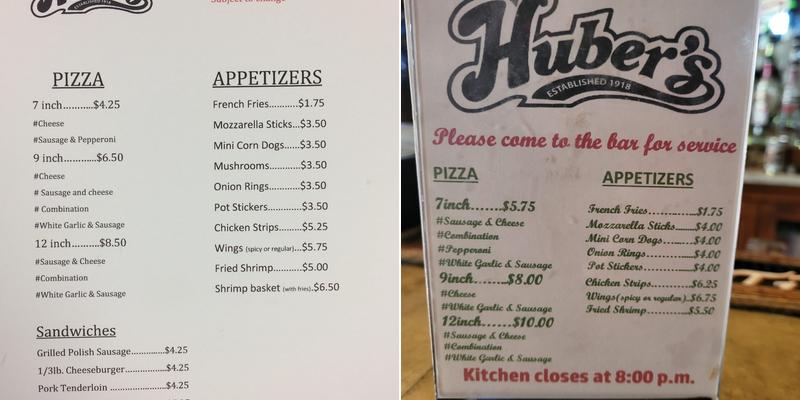 ESTABLISHED 1918
Subject to change
PIZZA
7 inch...........$4.25
#Cheese
#Sausage & Pepperoni
9 inch............$6.50
#Cheese
# Sausage and cheese
# Combination
#White Garlic & Sausage
12 inch.........$8.50
#Sausage & Cheese
#Combination
#White Garlic & Sausage
Sandwiches
Grilled Polish Sausage.............$4.25
1/3lb. Cheeseburger................$4.25
Pork Tenderloin ......................$4.25
APPETIZERS
French Fries..........$1.75
Mozzarella Sticks...$3.50
Mini Corn Dogs.....$3.50
Mushrooms..........$3.50
Onion Rings..........$3.50
Pot Stickers..........$3.50
Chicken Strips.......$5.25
Wings (spicy or regular)...$5.75
Fried Shrimp.........$5.00
Shrimp basket (with fries).$6.50
Huber's
ESTABLISHED 1918
Please come to the bar for service
PIZZA
7inch.......$5.75
#Sausage & Cheese
#Combination
#Pepperoni
#White Garlic & Sausage
9inch.......$8.00
#Cheese
#White Garlic & Sausage
12inch......$10.00
#Sausage & Cheese
#Combination
#White Garlic & Sausage
APPETIZERS
French Fries...........$1.75
Mozzarella Sticks......$4.00
Mini Corn Dogs........$4.00
Onion Rings...........$4.00
Pot Stickers...........$4.00
Chicken Strips.........$6.25
Wings(spicy or regular)..$6.75
Fried Shrimp..........$5.50
Kitchen closes at 8:00 p.m.